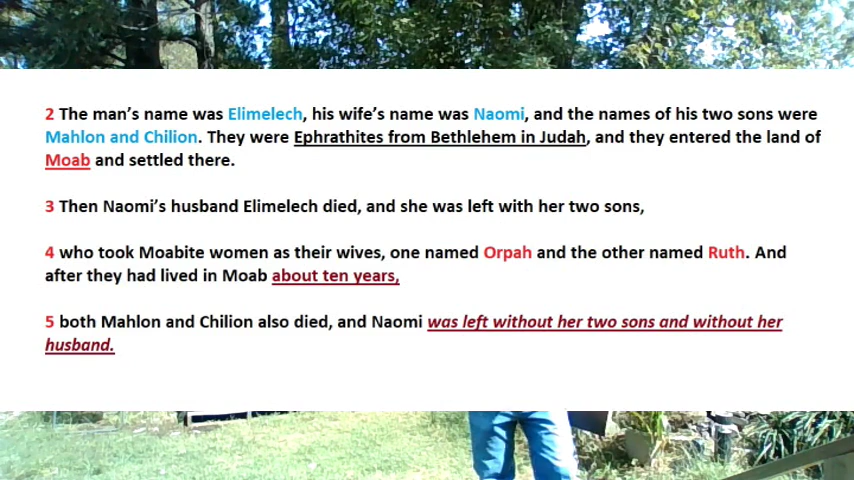 2 The man’s name was Elimelech, his wife’s name was Naomi, and the names of his two sons were
Mahlon and Chilion. They were Ephrathites from Bethlehem in Judah, and they entered the land of
Moab and settled there.
3 Then Naomi’s husband Elimelech died, and she was left with her two sons,
4 who took Moabite women as their wives, one named Orpah and the other named Ruth. And
after they had lived in Moab about ten years,
5 both Mahlon and Chilion also died, and Naomi was left without her two sons and without her
husband.